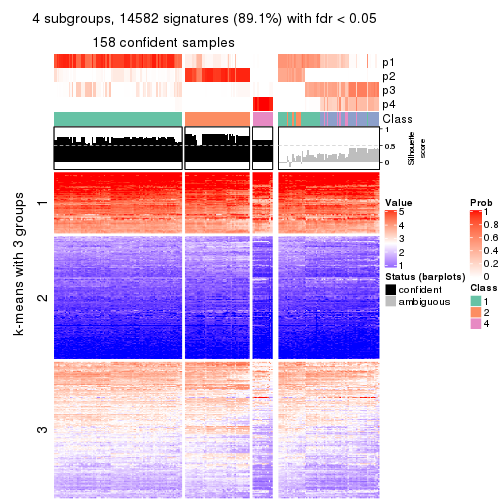 4 subgroups, 14582 signatures (89.1%) with fdr < 0.05
158 confident samples
p1
p2
p3
p4
Class
1
0.5
0
Silhouette
score
k-means with 3 groups
1
2
3
Value
5
4
3
2
1
Status (barplots)
confident
ambiguous
Prob
1
0.8
0.6
0.4
0.2
0
Class
1
2
4